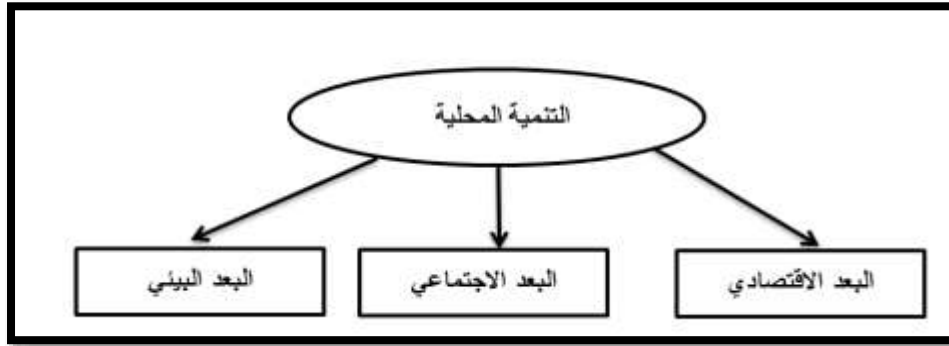 التنمية المحلية
البعد الاقتصادي
البعد الاجتماعي
البعد البيئي